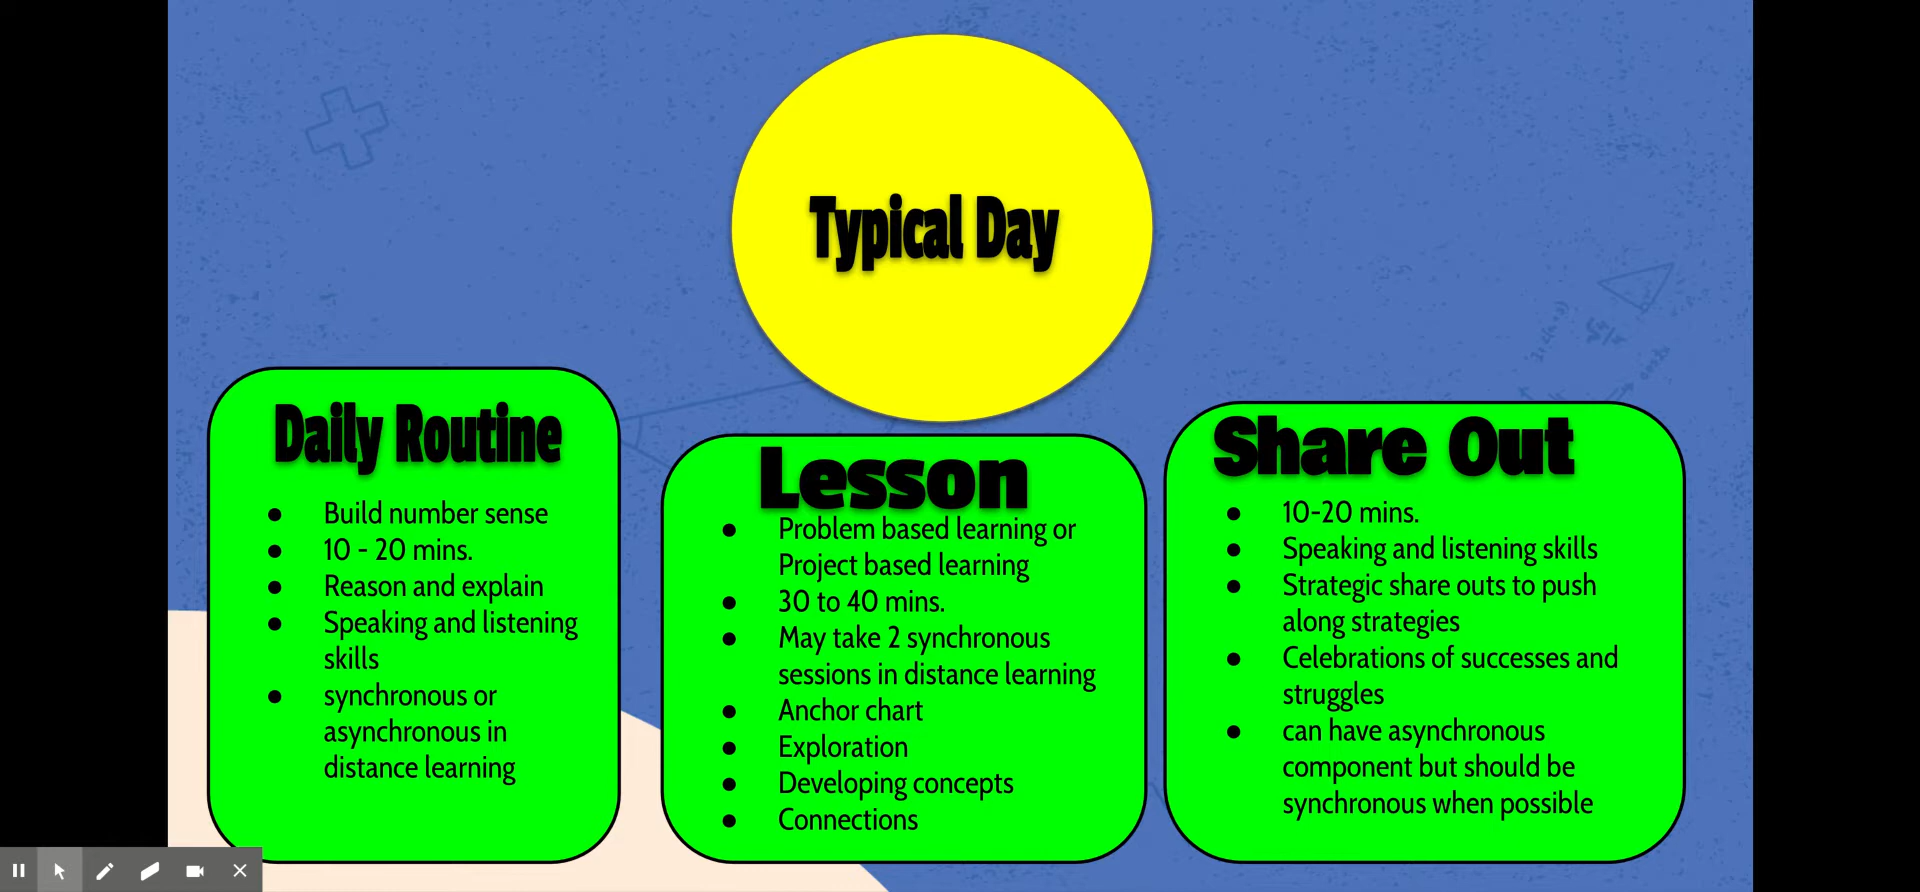 Typical Day
Daily Routine
● Build number sense
● 10 - 20 mins.
● Reason and explain
● Speaking and listening
skills
● synchronous or
asynchronous in
distance learning
Lesson
● Problem based learning or
Project based learning
● 30 to 40 mins.
● May take 2 synchronous
sessions in distance learning
● Anchor chart
● Exploration
● Developing concepts
● Connections
Share Out
● 10-20 mins.
● Speaking and listening skills
● Strategic share outs to push
along strategies
● Celebrations of successes and
struggles
● can have asynchronous
component but should be
synchronous when possible